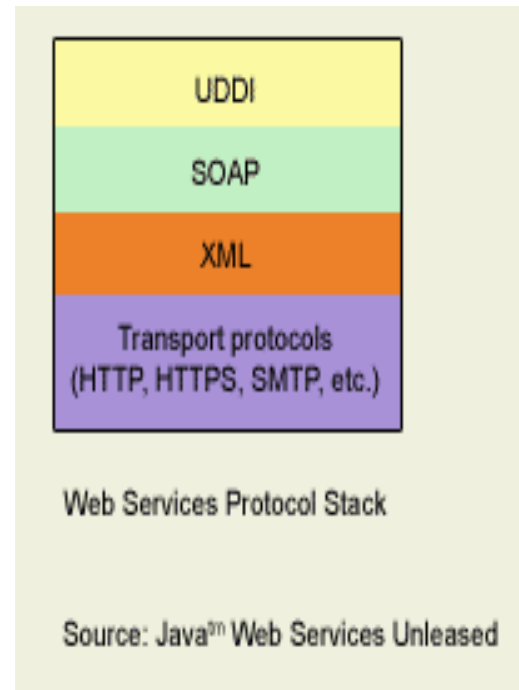 UDDI
SOAP
XML
Transport protocols
(HTTP, HTTPS, SMTP, etc.)
Web Services Protocol Stack
Source: Java™ Web Services Unleased